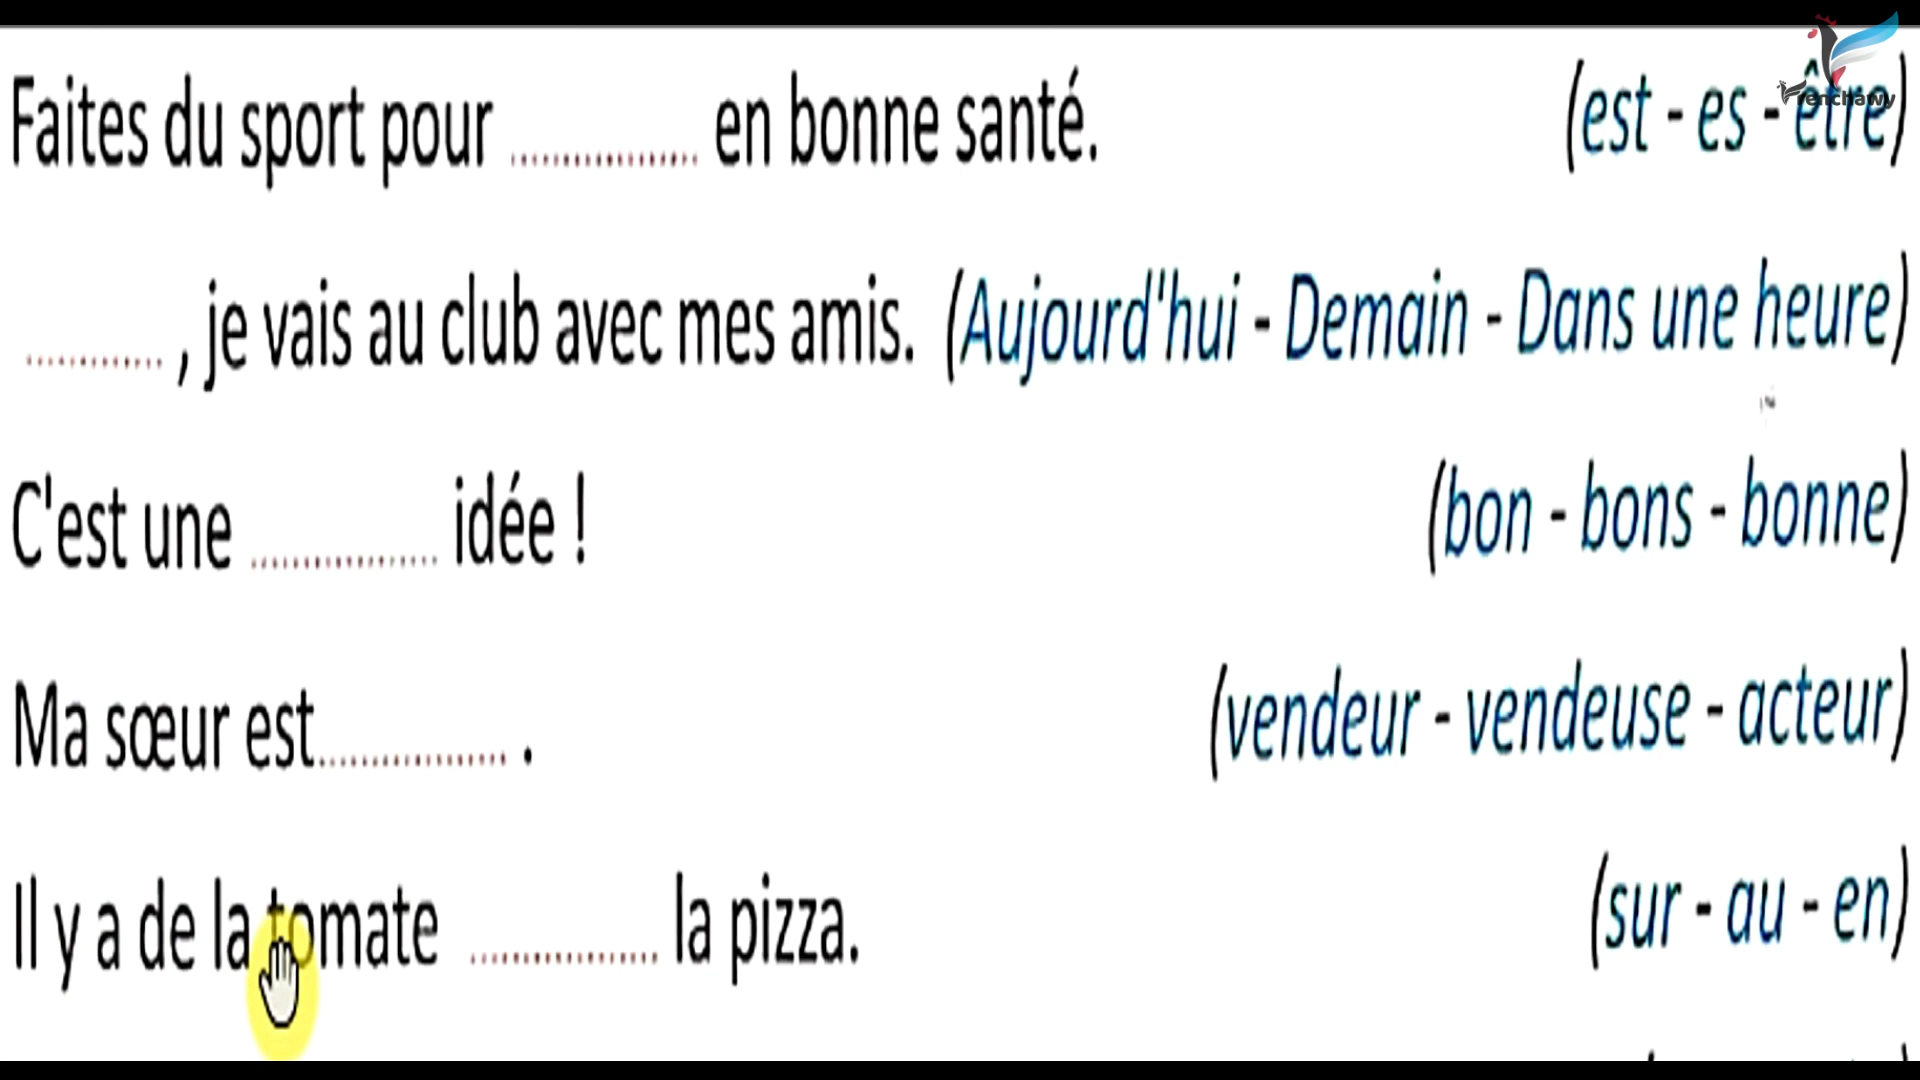 Frenchawy
Faites du sport pour ................. en bonne santé. (est - es - être)
............ , je vais au club avec mes amis. (Aujourd'hui - Demain - Dans une heure)
C'est une ................. idée ! (bon - bons - bonne)
Ma sœur est.................. . (vendeur - vendeuse - acteur)
Il y a de la tomate ................. la pizza. (sur - au - en)